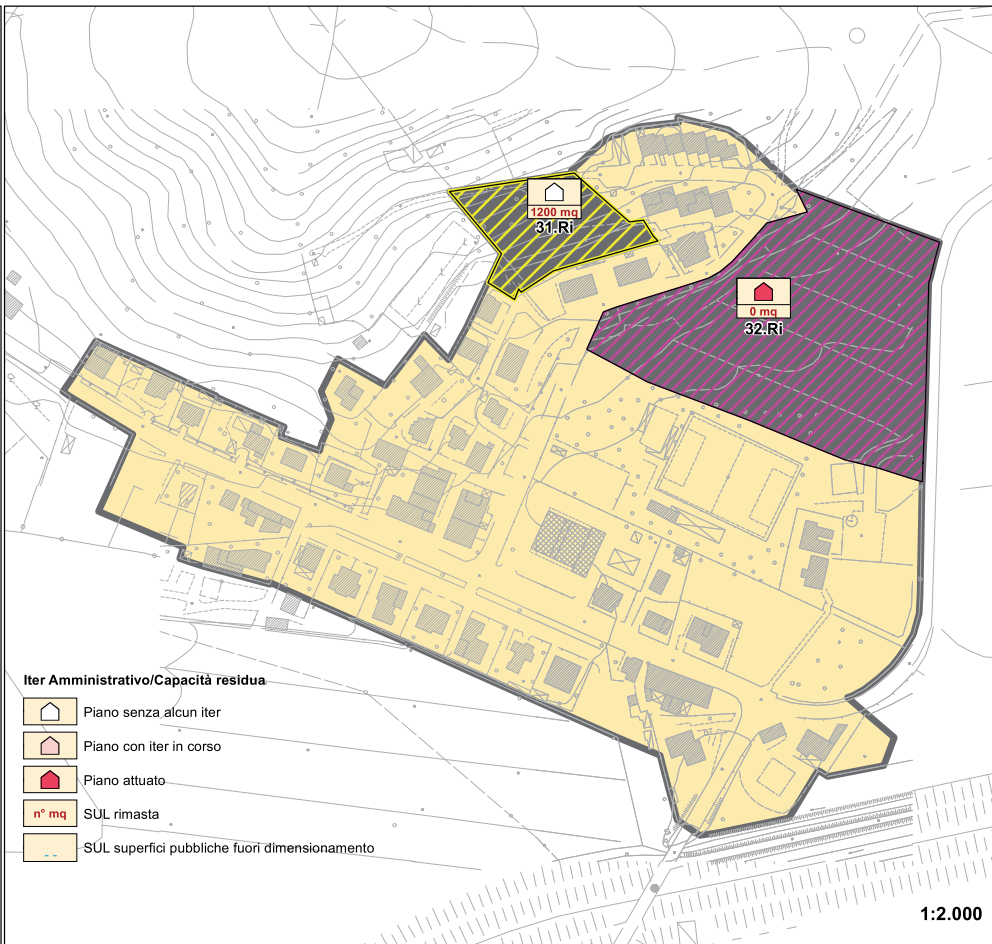 1200 mq
31.Ri
0 mq
32.Ri
Iter Amministrativo/Capacità residua
Piano senza alcun iter
Piano con iter in corso
Piano attuato
n° mq SUL rimasta
_ _ SUL superfici pubbliche fuori dimensionamento
1:2.000